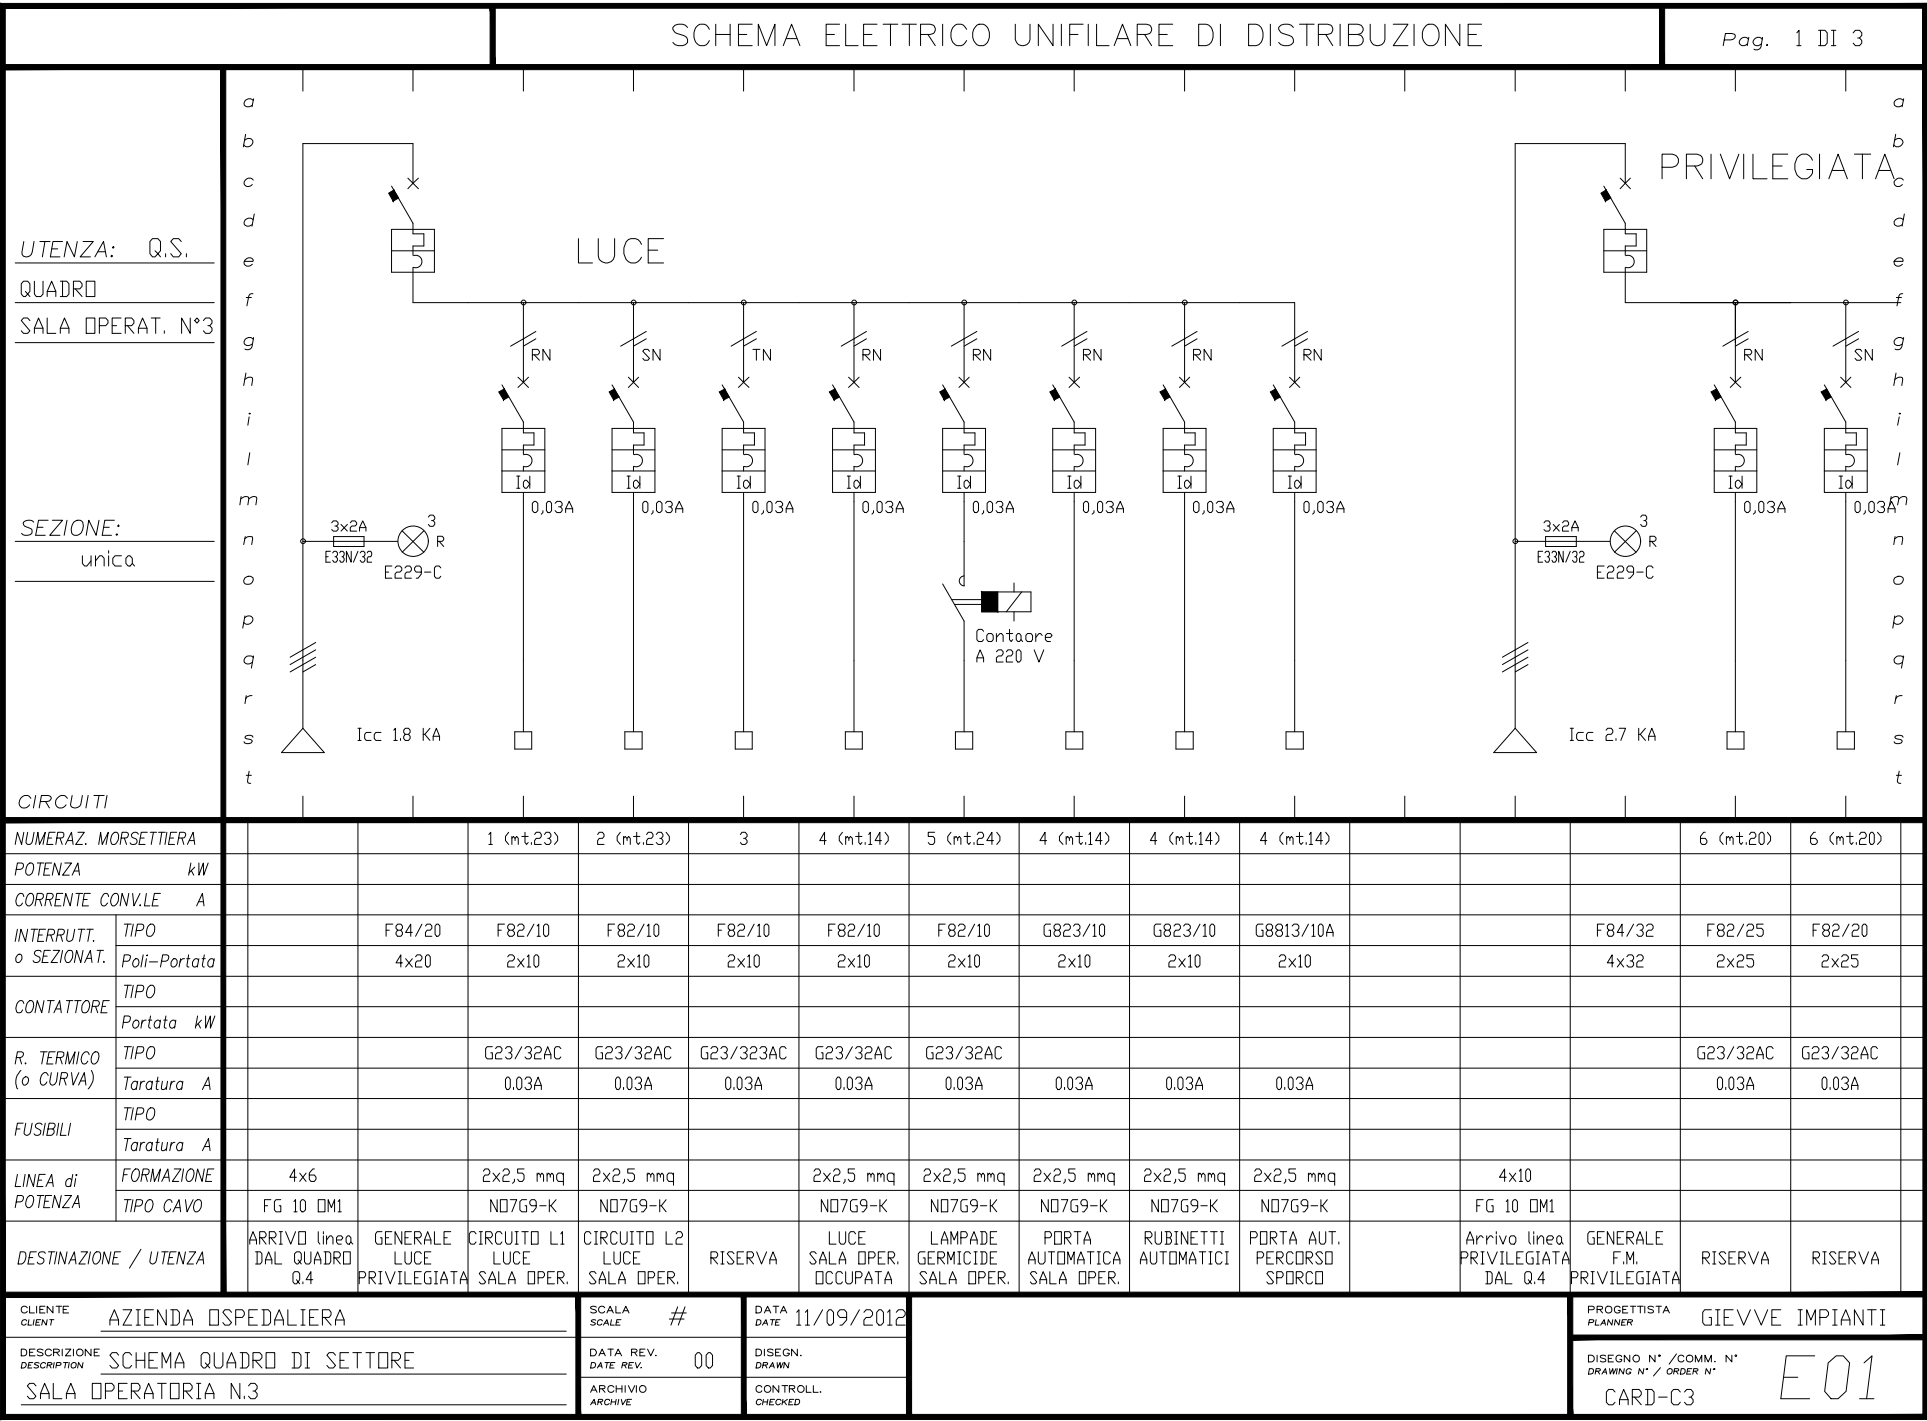 SCHEMA ELETTRICO UNIFILARE DI DISTRIBUZIONE
Pag. 1 DI 3
UTENZA: Q.S.
QUADRO
SALA OPERAT. N°3
SEZIONE:
unica
CIRCUITI
a a
b b
c c
d d
e e
f f
g g
h h
i i
l l
m m
n n
o o
p p
q q
r r
s s
t t
LUCE
PRIVILEGIATA
RN SN TN RN RN RN RN RN RN SN
Id Id Id Id Id Id Id Id Id Id
0,03A 0,03A 0,03A 0,03A 0,03A 0,03A 0,03A 0,03A 0,03A 0,03A
3x2A 3 R
E33N/32
E229-C
3x2A 3 R
E33N/32
E229-C
Contaore
A 220 V
Icc 1.8 KA
Icc 2.7 KA
NUMERAZ. MORSETTIERA 1 (mt.23) 2 (mt.23) 3 4 (mt.14) 5 (mt.24) 4 (mt.14) 4 (mt.14) 4 (mt.14) 6 (mt.20) 6 (mt.20)
POTENZA kW
CORRENTE CONV.LE A
INTERRUTT.
o SEZIONAT.
TIPO F84/20 F82/10 F82/10 F82/10 F82/10 F82/10 G823/10 G823/10 G8813/10A F84/32 F82/25 F82/20
Poli-Portata 4x20 2x10 2x10 2x10 2x10 2x10 2x10 2x10 2x10 4x32 2x25 2x25
CONTATTORE
TIPO
Portata kW
R. TERMICO
(o CURVA)
TIPO G23/32AC G23/32AC G23/323AC G23/32AC G23/32AC G23/32AC G23/32AC
Taratura A 0.03A 0.03A 0.03A 0.03A 0.03A 0.03A 0.03A 0.03A 0.03A 0.03A
FUSIBILI
TIPO
Taratura A
LINEA di
POTENZA
FORMAZIONE 4x6 2x2,5 mmq 2x2,5 mmq 2x2,5 mmq 2x2,5 mmq 2x2,5 mmq 2x2,5 mmq 2x2,5 mmq 4x10
TIPO CAVO FG 10 OM1 NO7G9-K NO7G9-K NO7G9-K NO7G9-K NO7G9-K NO7G9-K NO7G9-K FG 10 OM1
DESTINAZIONE / UTENZA
ARRIVO linea
DAL QUADRO
Q.4
GENERALE
LUCE
PRIVILEGIATA
CIRCUITO L1
LUCE
SALA OPER.
CIRCUITO L2
LUCE
SALA OPER.
RISERVA
LUCE
SALA OPER.
OCCUPATA
LAMPADE
GERMICIDE
SALA OPER.
PORTA
AUTOMATICA
SALA OPER.
RUBINETTI
AUTOMATICI
PORTA AUT.
PERCORSO
SPORCO
Arrivo linea
PRIVILEGIATA
DAL Q.4
GENERALE
F.M.
PRIVILEGIATA
RISERVA
RISERVA
CLIENTE
CLIENT
AZIENDA OSPEDALIERA
DESCRIZIONE
DESCRIPTION
SCHEMA QUADRO DI SETTORE
SALA OPERATORIA N.3
SCALA
SCALE
#
DATA REV.
DATE REV.
00
ARCHIVIO
ARCHIVE
DATA
DATE
11/09/2012
DISEGN.
DRAWN
CONTROLL.
CHECKED
PROGETTISTA
PLANNER
GIEVVE IMPIANTI
DISEGNO N° /COMM. N°
DRAWING N° / ORDER N°
CARD-C3
E01